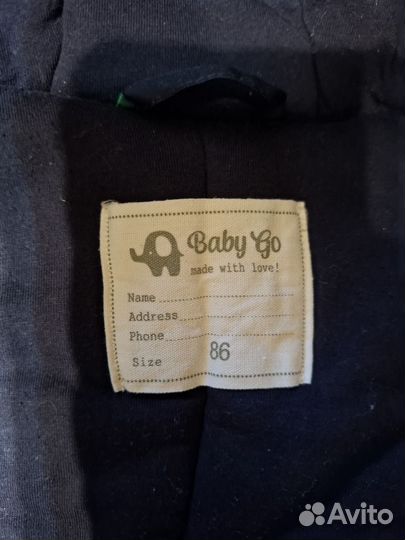 Baby Go
made with love!
Name
Address
Phone
Size 86
Avito